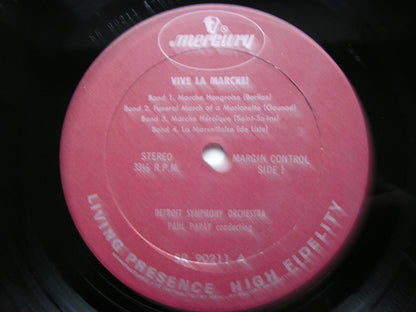 mercury
VIVE LA MARCHE!
Band 1. Marche Hongroise (Berlioz)
Band 2. Funeral March of a Marionette (Gounod)
Band 3. Marche Héroique (Saint-Saëns)
Band 4. La Marseillaise (de Lisle)
STEREO
33⅓ R.P.M.
MARGIN CONTROL
SIDE 1
DETROIT SYMPHONY ORCHESTRA
PAUL PARAY conducting
SR 90211 A
LIVING PRESENCE HIGH FIDELITY